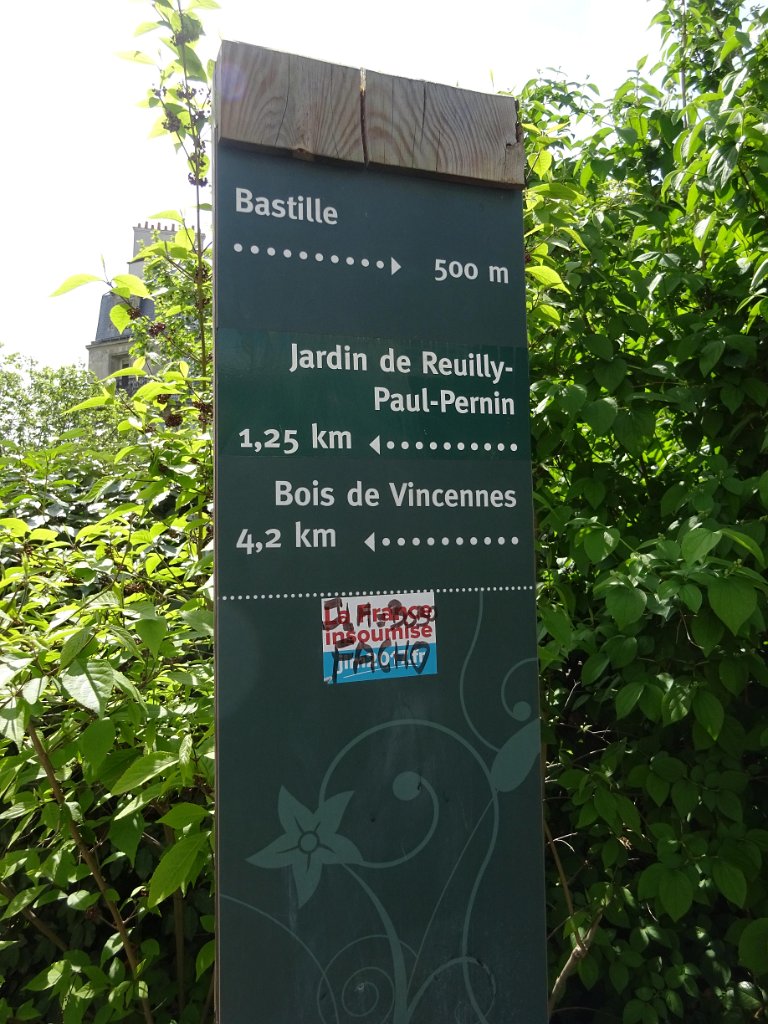 Bastille
500 m
Jardin de Reuilly-
Paul-Pernin
1,25 km
Bois de Vincennes
4,2 km
La France
insoumise
FACHO